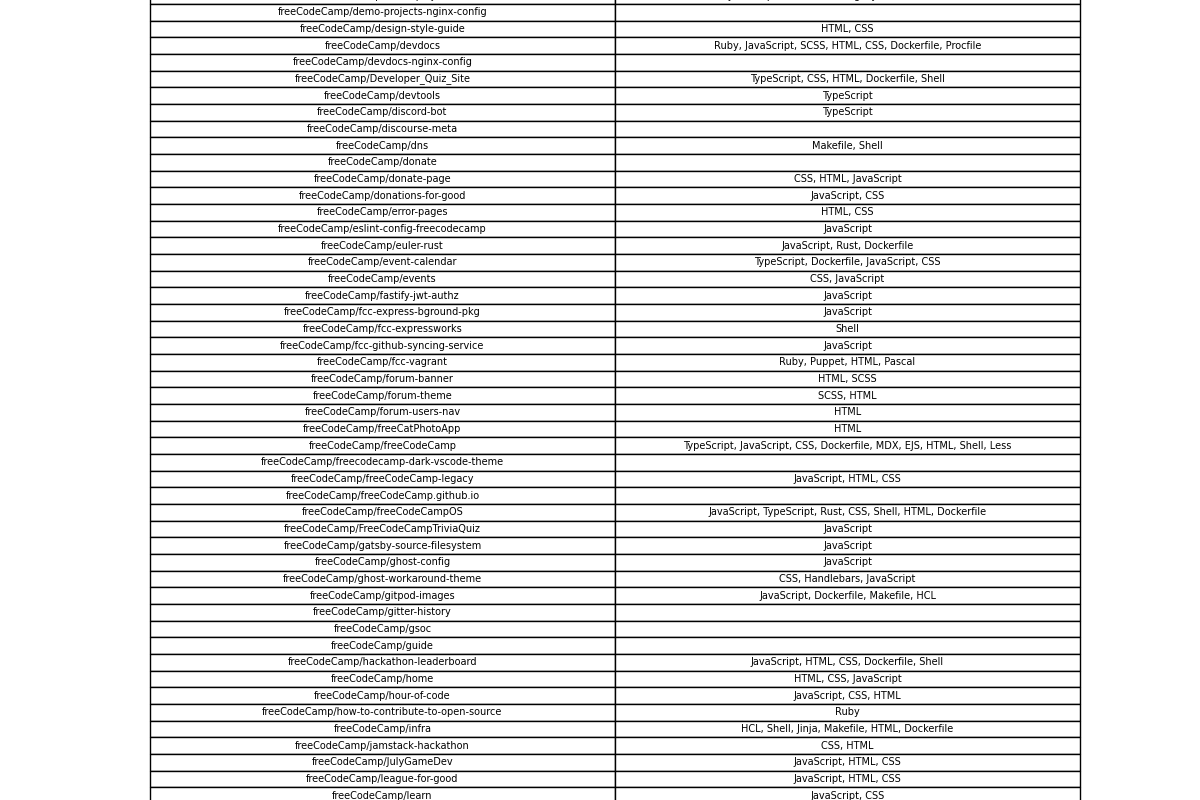 freeCodeCamp/demo-projects-nginx-config
freeCodeCamp/design-style-guide HTML, CSS
freeCodeCamp/devdocs Ruby, JavaScript, SCSS, HTML, CSS, Dockerfile, Procfile
freeCodeCamp/devdocs-nginx-config
freeCodeCamp/Developer_Quiz_Site TypeScript, CSS, HTML, Dockerfile, Shell
freeCodeCamp/devtools TypeScript
freeCodeCamp/discord-bot TypeScript
freeCodeCamp/discourse-meta
freeCodeCamp/dns Makefile, Shell
freeCodeCamp/donate
freeCodeCamp/donate-page CSS, HTML, JavaScript
freeCodeCamp/donations-for-good JavaScript, CSS
freeCodeCamp/error-pages HTML, CSS
freeCodeCamp/eslint-config-freecodecamp JavaScript
freeCodeCamp/euler-rust JavaScript, Rust, Dockerfile
freeCodeCamp/event-calendar TypeScript, Dockerfile, JavaScript, CSS
freeCodeCamp/events CSS, JavaScript
freeCodeCamp/fastify-jwt-authz JavaScript
freeCodeCamp/fcc-express-bground-pkg JavaScript
freeCodeCamp/fcc-expressworks Shell
freeCodeCamp/fcc-github-syncing-service JavaScript
freeCodeCamp/fcc-vagrant Ruby, Puppet, HTML, Pascal
freeCodeCamp/forum-banner HTML, SCSS
freeCodeCamp/forum-theme SCSS, HTML
freeCodeCamp/forum-users-nav HTML
freeCodeCamp/freeCatPhotoApp HTML
freeCodeCamp/freeCodeCamp TypeScript, JavaScript, CSS, Dockerfile, MDX, EJS, HTML, Shell, Less
freeCodeCamp/freecodecamp-dark-vscode-theme
freeCodeCamp/freeCodeCamp-legacy JavaScript, HTML, CSS
freeCodeCamp/freeCodeCamp.github.io
freeCodeCamp/freeCodeCampOS JavaScript, TypeScript, Rust, CSS, Shell, HTML, Dockerfile
freeCodeCamp/FreeCodeCampTriviaQuiz JavaScript
freeCodeCamp/gatsby-source-filesystem JavaScript
freeCodeCamp/ghost-config JavaScript
freeCodeCamp/ghost-workaround-theme CSS, Handlebars, JavaScript
freeCodeCamp/gitpod-images JavaScript, Dockerfile, Makefile, HCL
freeCodeCamp/gitter-history
freeCodeCamp/gsoc
freeCodeCamp/guide
freeCodeCamp/hackathon-leaderboard JavaScript, HTML, CSS, Dockerfile, Shell
freeCodeCamp/home HTML, CSS, JavaScript
freeCodeCamp/hour-of-code JavaScript, CSS, HTML
freeCodeCamp/how-to-contribute-to-open-source Ruby
freeCodeCamp/infra HCL, Shell, Jinja, Makefile, HTML, Dockerfile
freeCodeCamp/jamstack-hackathon CSS, HTML
freeCodeCamp/JulyGameDev JavaScript, HTML, CSS
freeCodeCamp/league-for-good JavaScript, HTML, CSS
freeCodeCamp/learn JavaScript, CSS